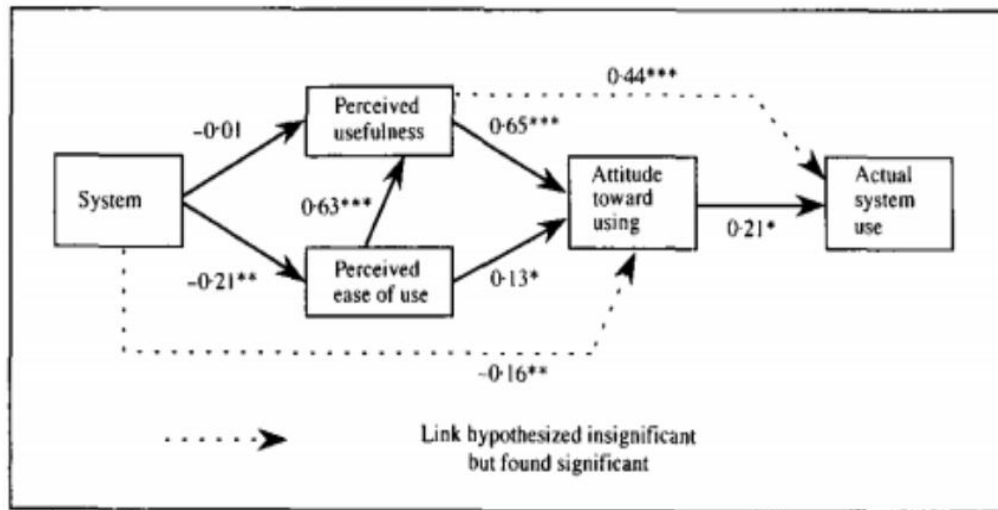 0·44***
Perceived
usefulness
-0·01
0·65***
System
Attitude
toward
using
Actual
system
use
0·63***
0·21*
-0·21**
Perceived
ease of use
0·13*
-0·16**
Link hypothesized insignificant
but found significant